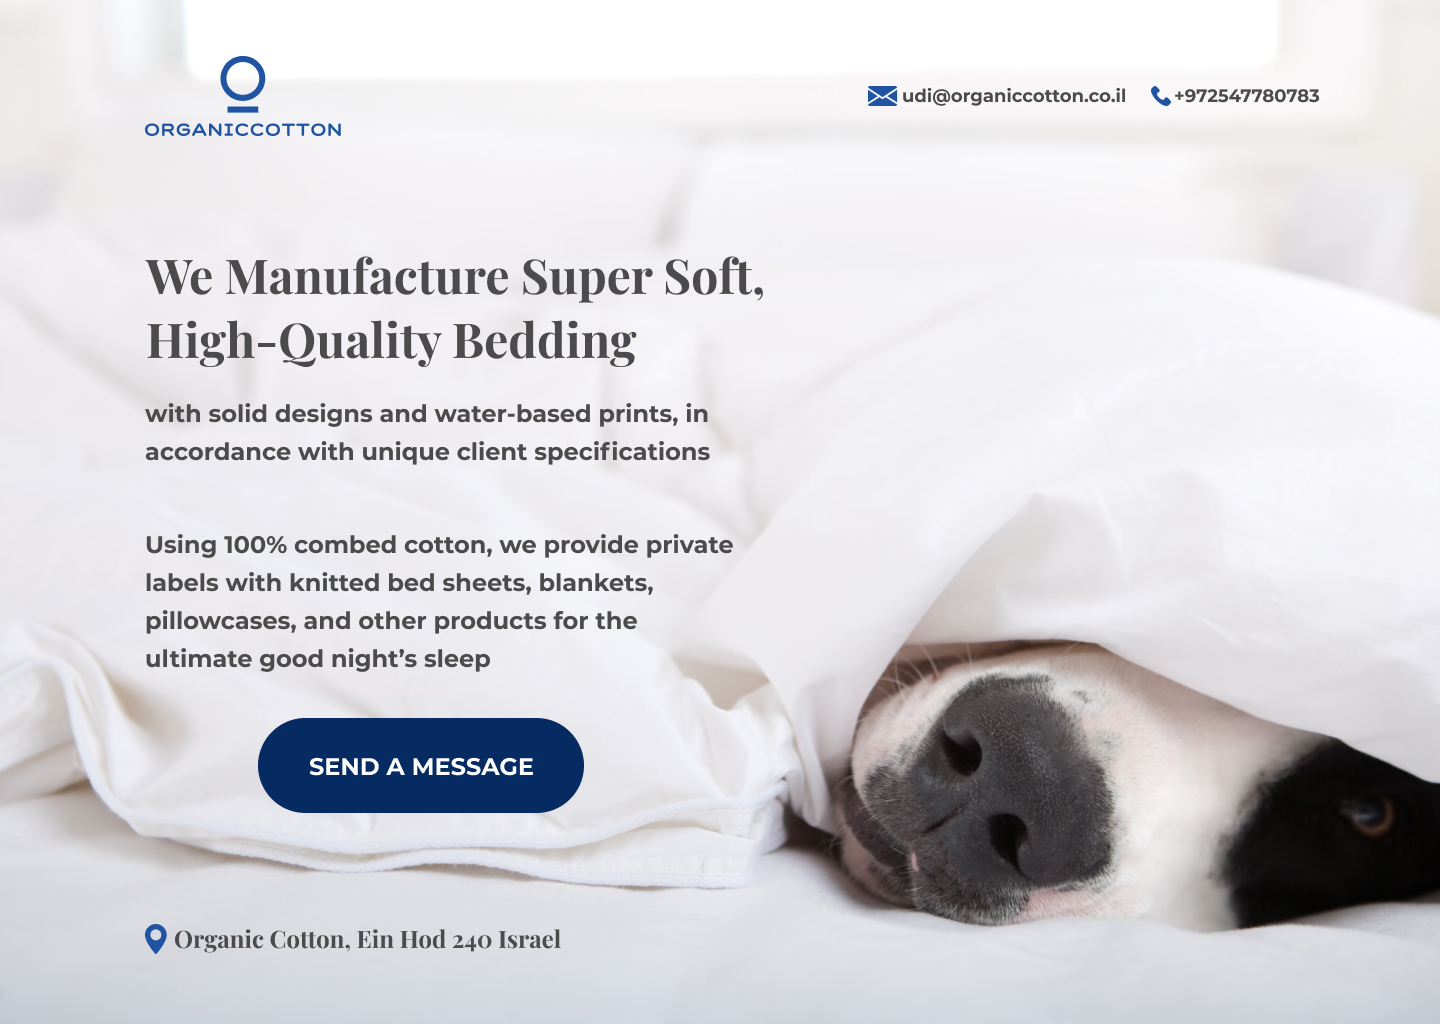 ORGANICCOTTON
udi@organiccotton.co.il
+972547780783
We Manufacture Super Soft,
High-Quality Bedding
with solid designs and water-based prints, in
accordance with unique client specifications
Using 100% combed cotton, we provide private
labels with knitted bed sheets, blankets,
pillowcases, and other products for the
ultimate good night’s sleep
SEND A MESSAGE
Organic Cotton, Ein Hod 240 Israel